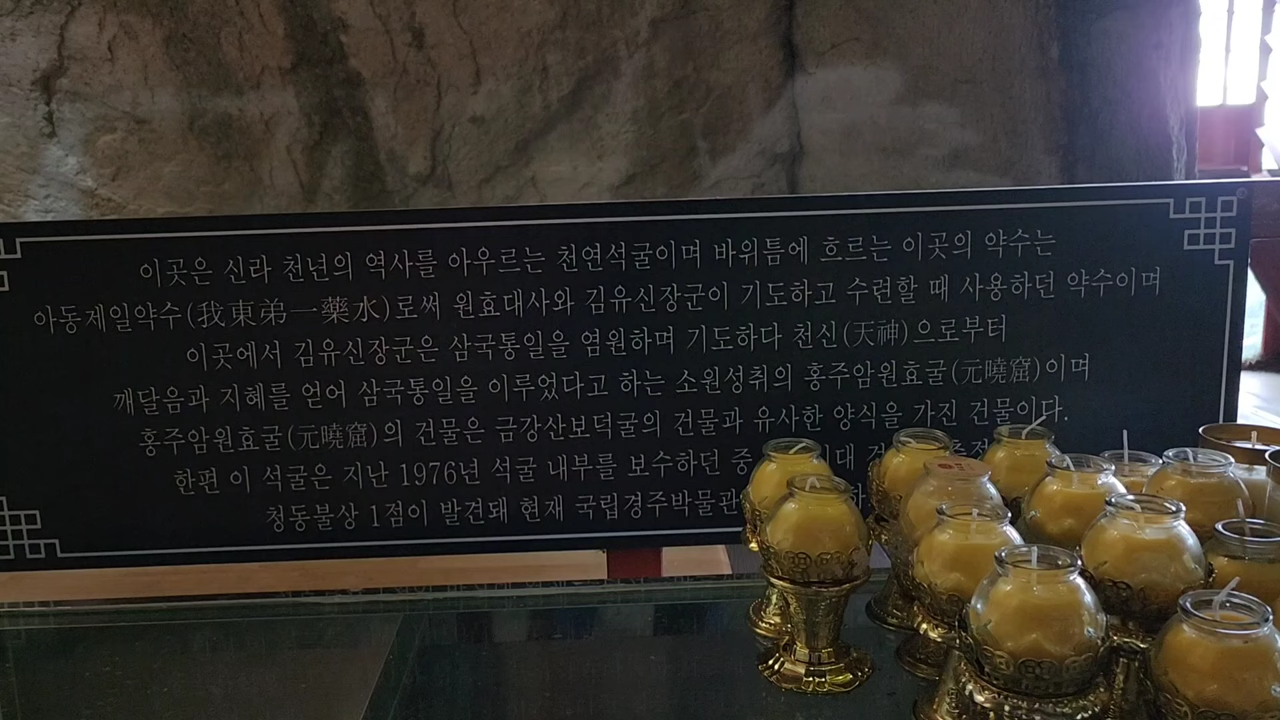 이곳은 신라 천년의 역사를 아우르는 천연석굴이며 바위틈에 흐르는 이곳의 약수는
아동제일약수(我東弟一藥水)로써 원효대사와 김유신장군이 기도하고 수련할 때 사용하던 약수이며
이곳에서 김유신장군은 삼국통일을 염원하며 기도하다 천신(天神)으로부터
깨달음과 지혜를 얻어 삼국통일을 이루었다고 하는 소원성취의 홍주암원효굴(元曉窟)이며
홍주암원효굴(元曉窟)의 건물은 금강산보덕굴의 건물과 유사한 양식을 가진 건물이다.
한편 이 석굴은 지난 1976년 석굴 내부를 보수하던 중
청동불상 1점이 발견돼 현재 국립경주박물관